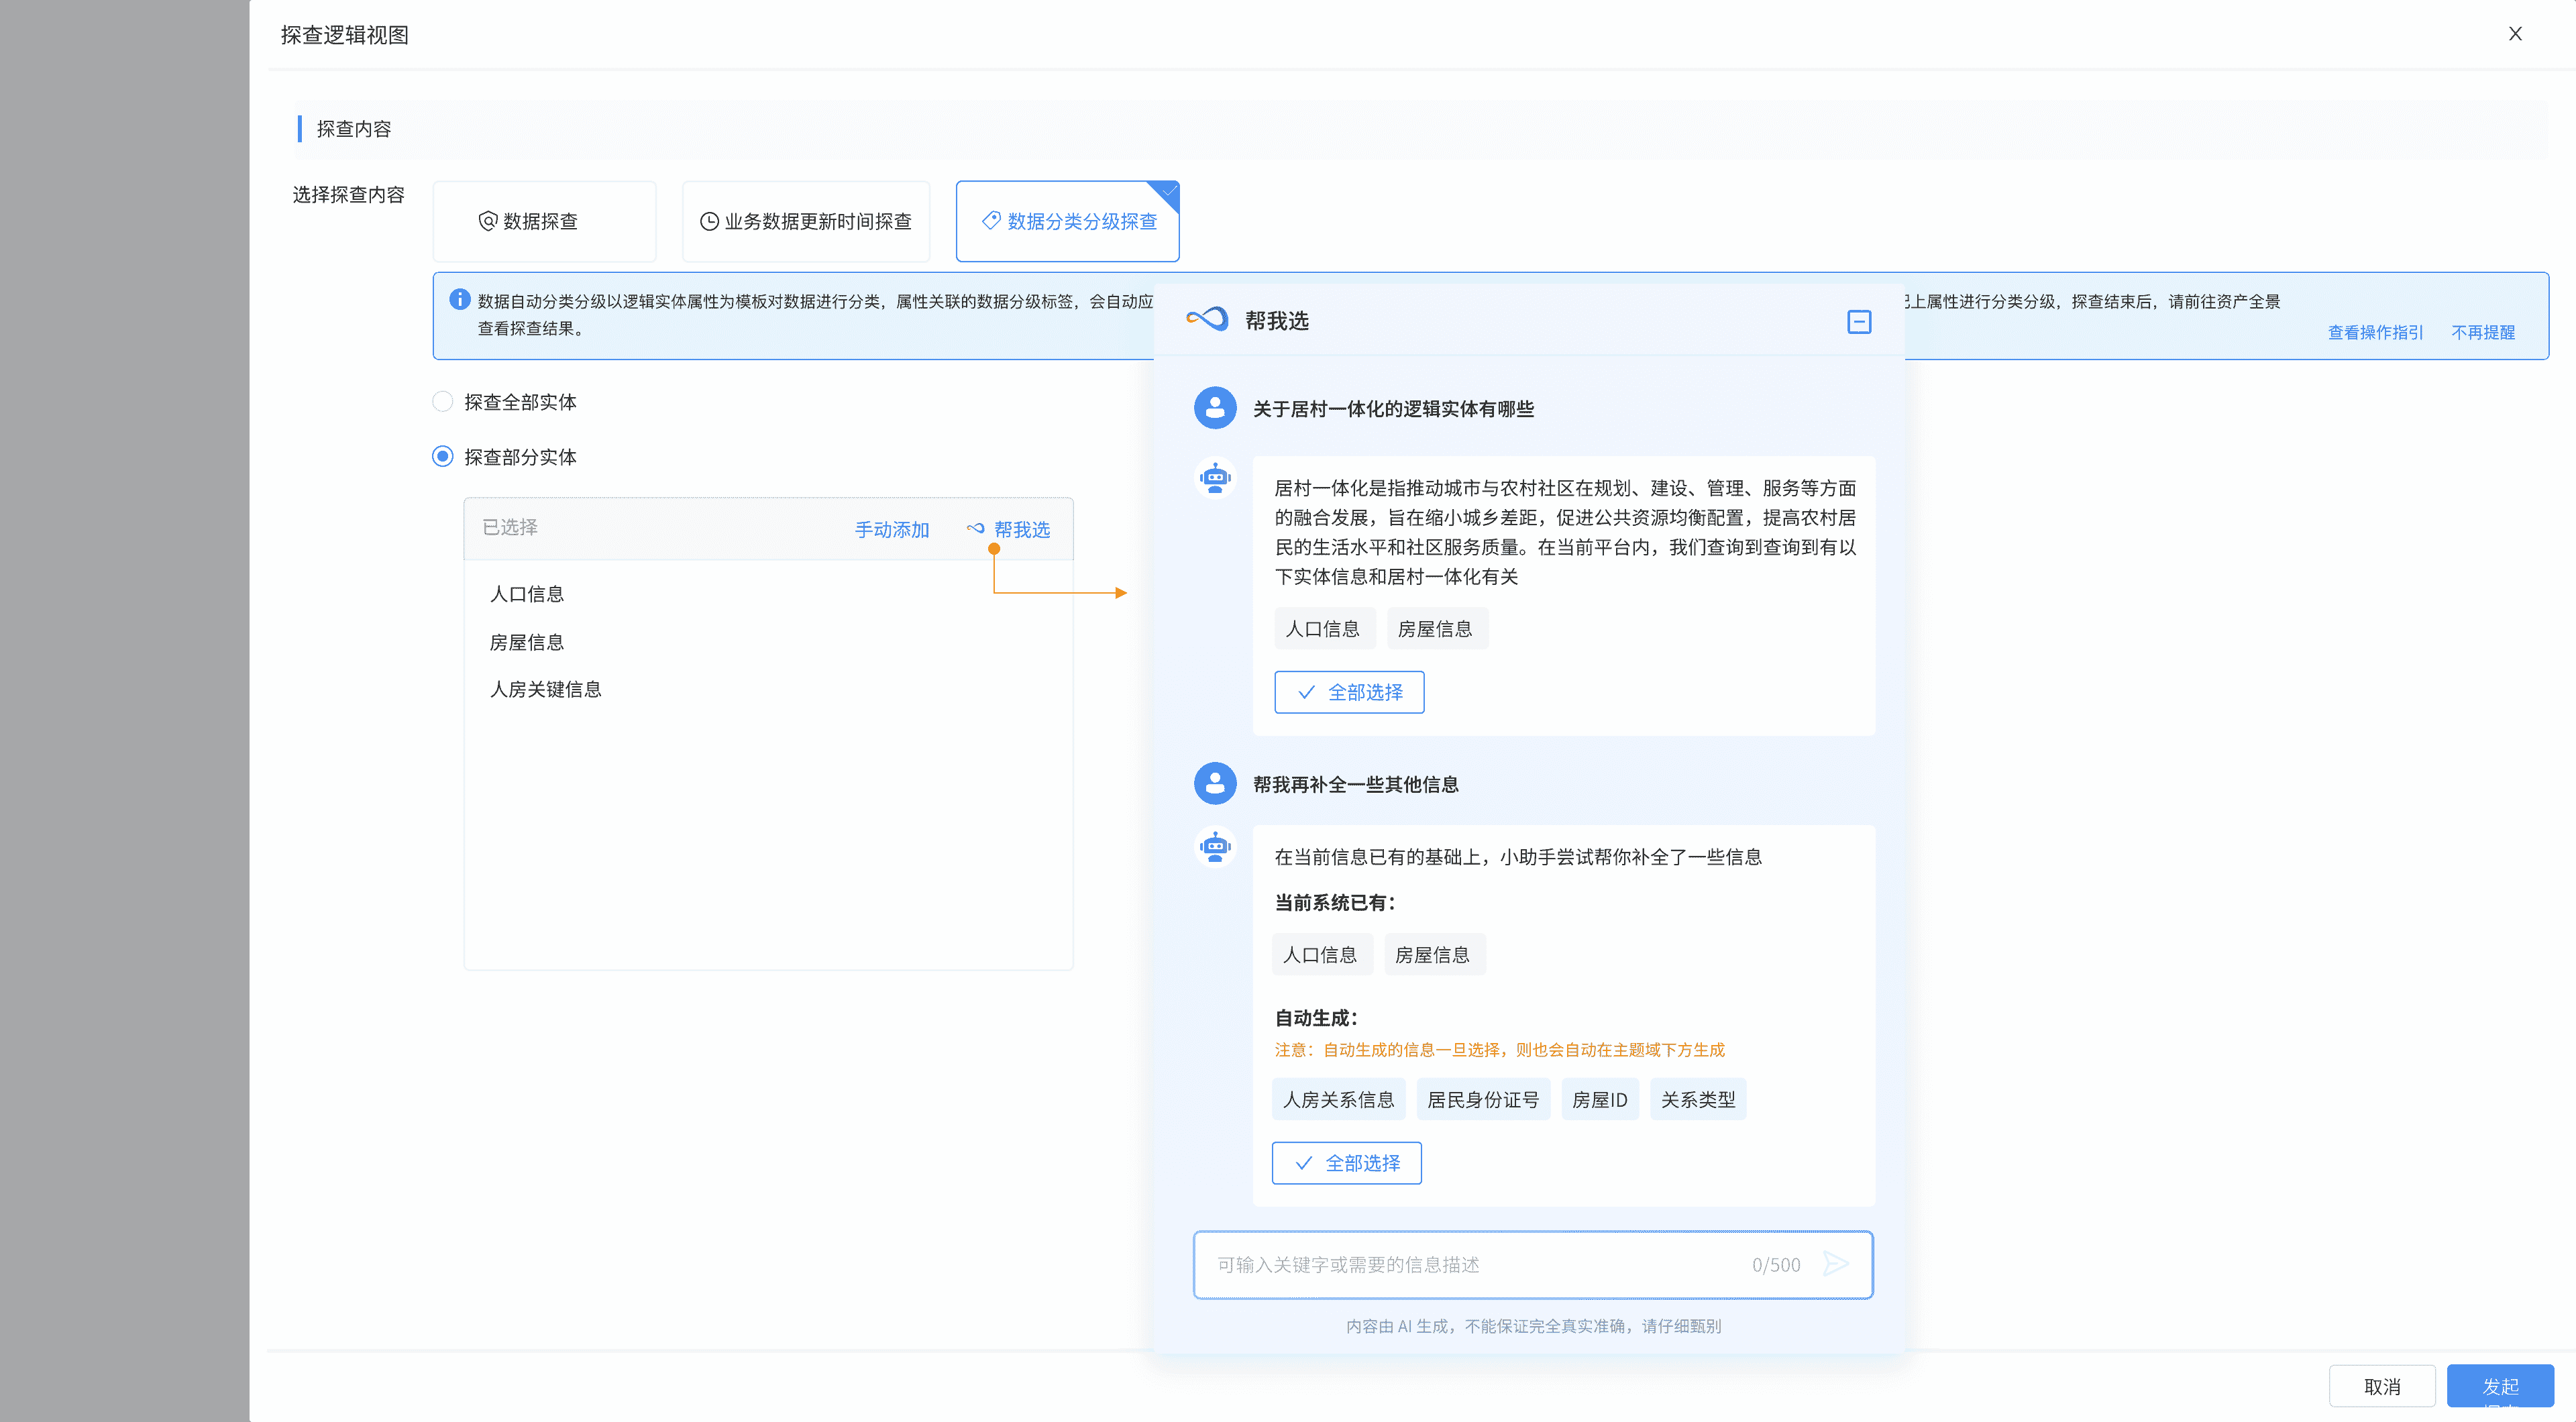 探查逻辑视图
探查内容
选择探查内容
数据探查
业务数据更新时间探查
数据分类分级探查
数据自动分类分级以逻辑实体属性为模板对数据进行分类，属性关联的数据分级标签，会自动应
上属性进行分类分级，探查结束后，请前往资产全景
查看探查结果。
查看操作指引 不再提醒
探查全部实体
探查部分实体
已选择 手动添加 帮我选
人口信息
房屋信息
人房关键信息
帮我选
关于居村一体化的逻辑实体有哪些
居村一体化是指推动城市与农村社区在规划、建设、管理、服务等方面
的融合发展，旨在缩小城乡差距，促进公共资源均衡配置，提高农村居
民的生活水平和社区服务质量。在当前平台内，我们查询到查询到有以
下实体信息和居村一体化有关
人口信息 房屋信息
全部选择
帮我再补全一些其他信息
在当前信息已有的基础上，小助手尝试帮你补全了一些信息
当前系统已有：
人口信息 房屋信息
自动生成：
注意：自动生成的信息一旦选择，则也会自动在主题域下方生成
人房关系信息 居民身份证号 房屋ID 关系类型
全部选择
可输入关键字或需要的信息描述 0/500
内容由 AI 生成，不能保证完全真实准确，请仔细甄别
取消 发起